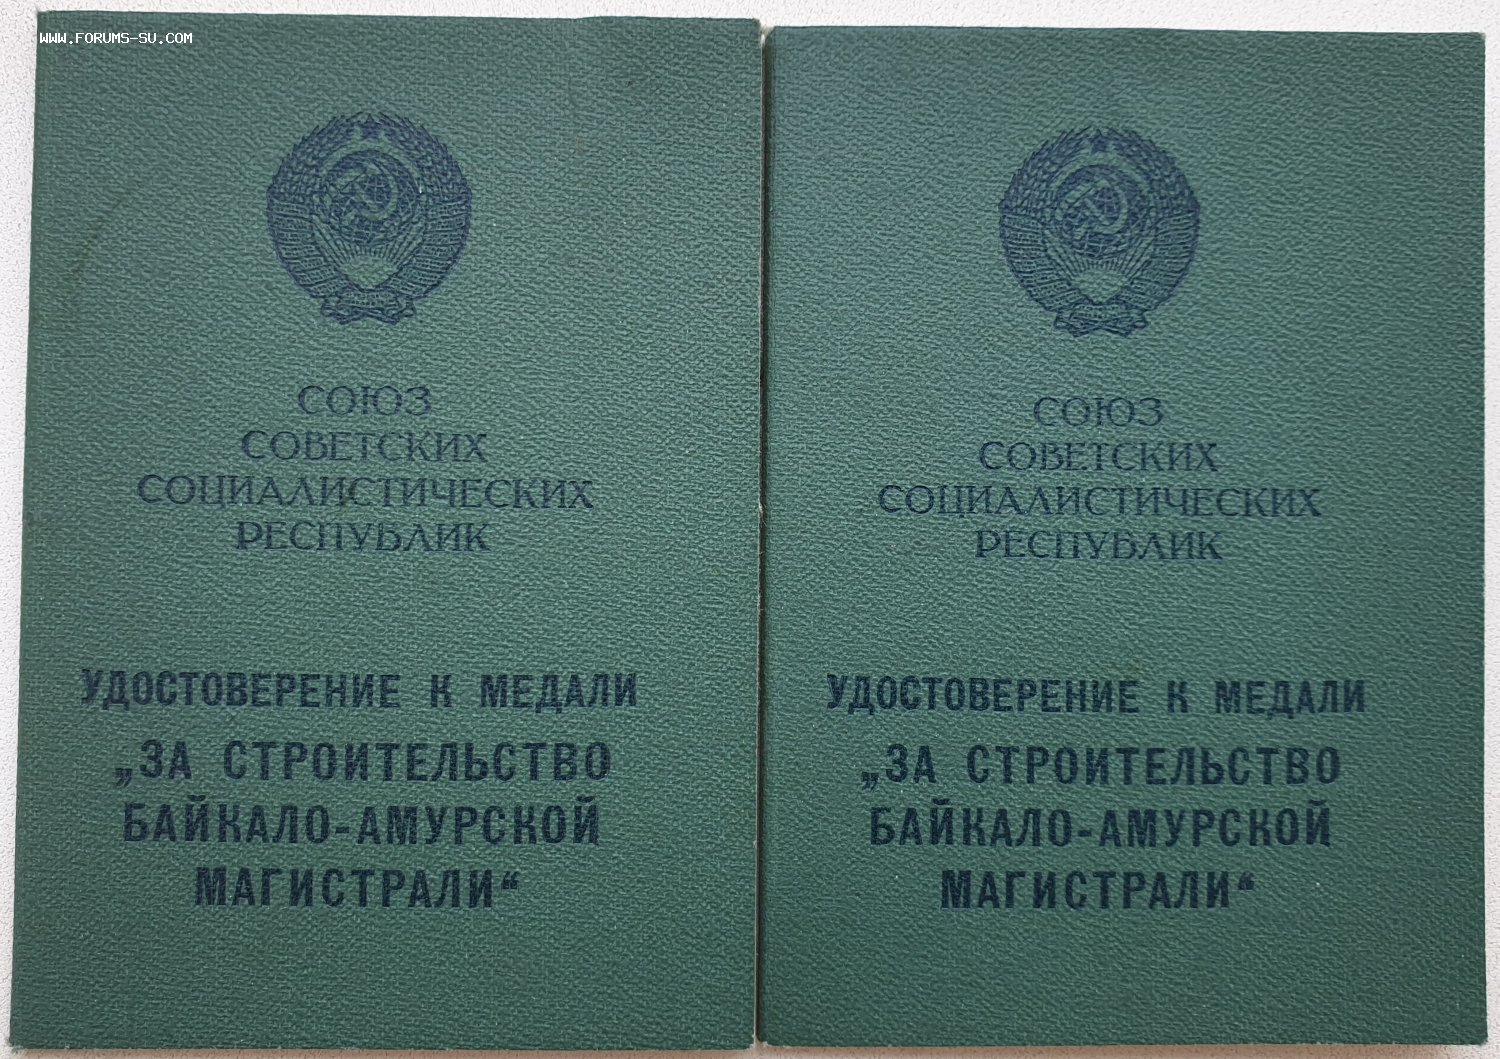 WWW.FORUMS-SU.COM
СОЮЗ
СОВЕТСКИХ
СОЦИАЛИСТИЧЕСКИХ
РЕСПУБЛИК
УДОСТОВЕРЕНИЕ К МЕДАЛИ
„ЗА СТРОИТЕЛЬСТВО
БАЙКАЛО-АМУРСКОЙ
МАГИСТРАЛИ“
СОЮЗ
СОВЕТСКИХ
СОЦИАЛИСТИЧЕСКИХ
РЕСПУБЛИК
УДОСТОВЕРЕНИЕ К МЕДАЛИ
„ЗА СТРОИТЕЛЬСТВО
БАЙКАЛО-АМУРСКОЙ
МАГИСТРАЛИ“